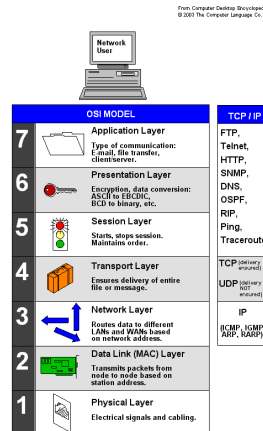 From Computer Desktop Encyclope
© 2003 The Computer Language Co.
Network
User
OSI MODEL
7
Application Layer
Type of communication:
E-mail, file transfer,
client/server.
6
Presentation Layer
Encryption, data conversion:
ASCII to EBCDIC,
BCD to binary, etc.
5
Session Layer
Starts, stops session.
Maintains order.
4
Transport Layer
Ensures delivery of entire
file or message.
3
Network Layer
Routes data to different
LANs and WANs based
on network address.
2
Data Link (MAC) Layer
Transmits packets from
node to node based on
station address.
1
Physical Layer
Electrical signals and cabling.
TCP / IP
FTP,
Telnet,
HTTP,
SNMP,
DNS,
OSPF,
RIP,
Ping,
Traceroute
TCP (delivery
ensured)
UDP (delivery
NOT
ensured)
IP
(ICMP, IGMP
ARP, RARP)